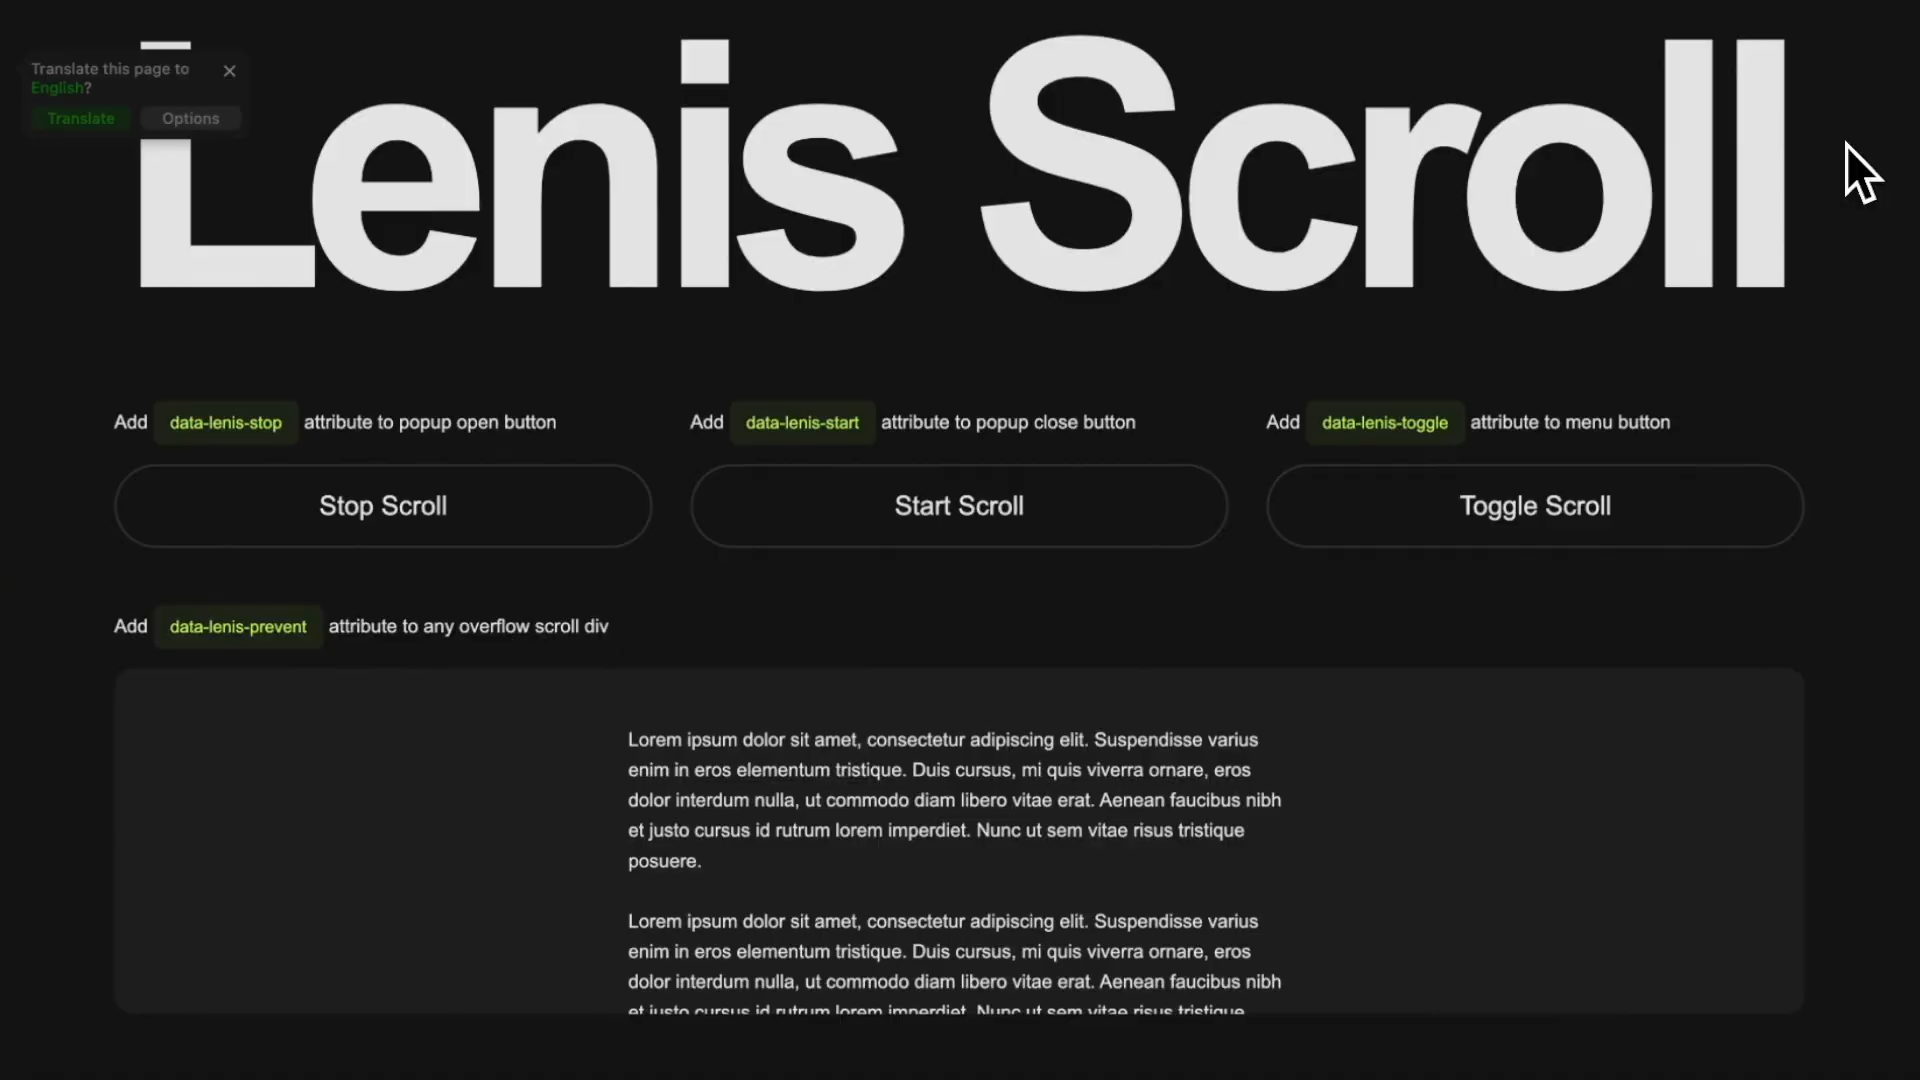 Lenis Scroll
Translate this page to
English?
Translate Options
Add data-lenis-stop attribute to popup open button
Stop Scroll
Add data-lenis-start attribute to popup close button
Start Scroll
Add data-lenis-toggle attribute to menu button
Toggle Scroll
Add data-lenis-prevent attribute to any overflow scroll div
Lorem ipsum dolor sit amet, consectetur adipiscing elit. Suspendisse varius
enim in eros elementum tristique. Duis cursus, mi quis viverra ornare, eros
dolor interdum nulla, ut commodo diam libero vitae erat. Aenean faucibus nibh
et justo cursus id rutrum lorem imperdiet. Nunc ut sem vitae risus tristique
posuere.
Lorem ipsum dolor sit amet, consectetur adipiscing elit. Suspendisse varius
enim in eros elementum tristique. Duis cursus, mi quis viverra ornare, eros
dolor interdum nulla, ut commodo diam libero vitae erat. Aenean faucibus nibh
et justo cursus id rutrum lorem imperdiet. Nunc ut sem vitae risus tristique